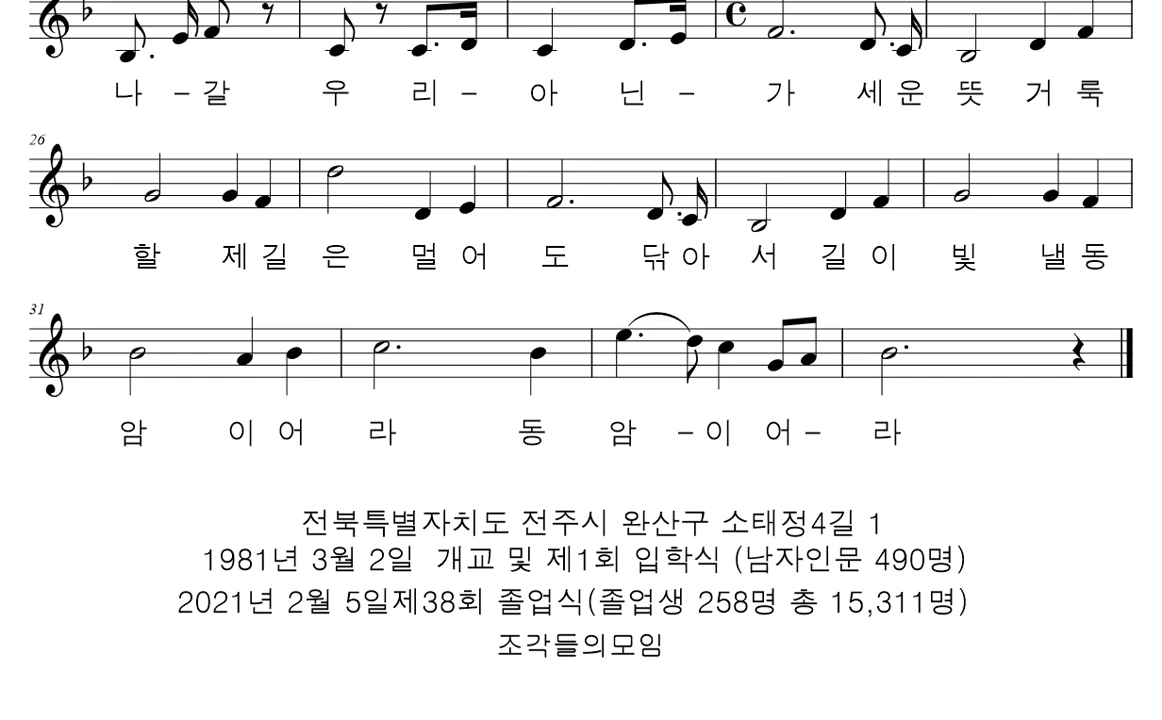 나 - 갈 우 리 - 아 닌 - 가 세 운 뜻 거 룩
26
할 제 길 은 멀 어 도 닦 아 서 길 이 빛 낼 동
31
암 이 어 라 동 암 - 이 어 - 라
전북특별자치도 전주시 완산구 소태정4길 1
1981년 3월 2일 개교 및 제1회 입학식 (남자인문 490명)
2021년 2월 5일제38회 졸업식(졸업생 258명 총 15,311명)
조각들의모임